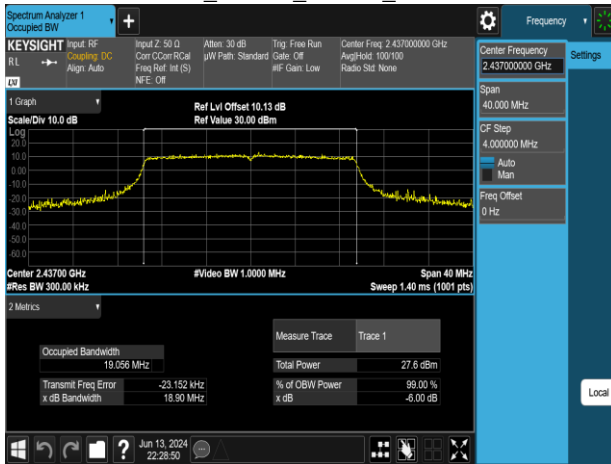 Spectrum Analyzer 1
Occupied BW
Frequency
KEYSIGHT
RL
LXI
Input: RF
Coupling: DC
Align: Auto
Input Z: 50 Ω
Corr CCorr RCal
Freq Ref: Int (S)
NFE: Off
Atten: 30 dB
µW Path: Standard
Trig: Free Run
Gate: Off
#IF Gain: Low
Center Freq: 2.437000000 GHz
Avg|Hold: 100/100
Radio Std: None
Center Frequency
2.437000000 GHz
Settings
Span
40.000 MHz
CF Step
4.000000 MHz
Auto
Man
Freq Offset
0 Hz
1 Graph
Scale/Div 10.0 dB
Ref Lvl Offset 10.13 dB
Ref Value 30.00 dBm
Log
20.0
10.0
0.00
-10.0
-20.0
-30.0
-40.0
-50.0
-60.0
Center 2.43700 GHz
#Video BW 1.0000 MHz
Span 40 MHz
#Res BW 300.00 kHz
Sweep 1.40 ms (1001 pts)
2 Metrics
Measure Trace
Trace 1
Occupied Bandwidth
19.056 MHz
Total Power
27.6 dBm
Transmit Freq Error
-23.152 kHz
% of OBW Power
99.00 %
x dB Bandwidth
18.90 MHz
x dB
-6.00 dB
Local
?
Jun 13, 2024
22:28:50